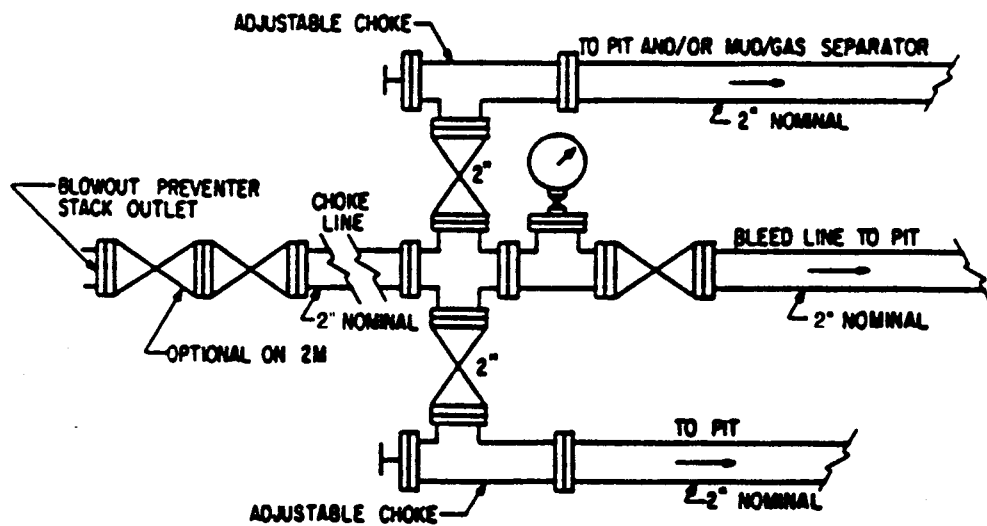 ADJUSTABLE CHOKE
TO PIT AND/OR MUD/GAS SEPARATOR
2" NOMINAL
2"
BLOWOUT PREVENTER
STACK OUTLET
CHOKE
LINE
BLEED LINE TO PIT
2" NOMINAL
2" NOMINAL
OPTIONAL ON 2M
2"
TO PIT
2" NOMINAL
ADJUSTABLE CHOKE